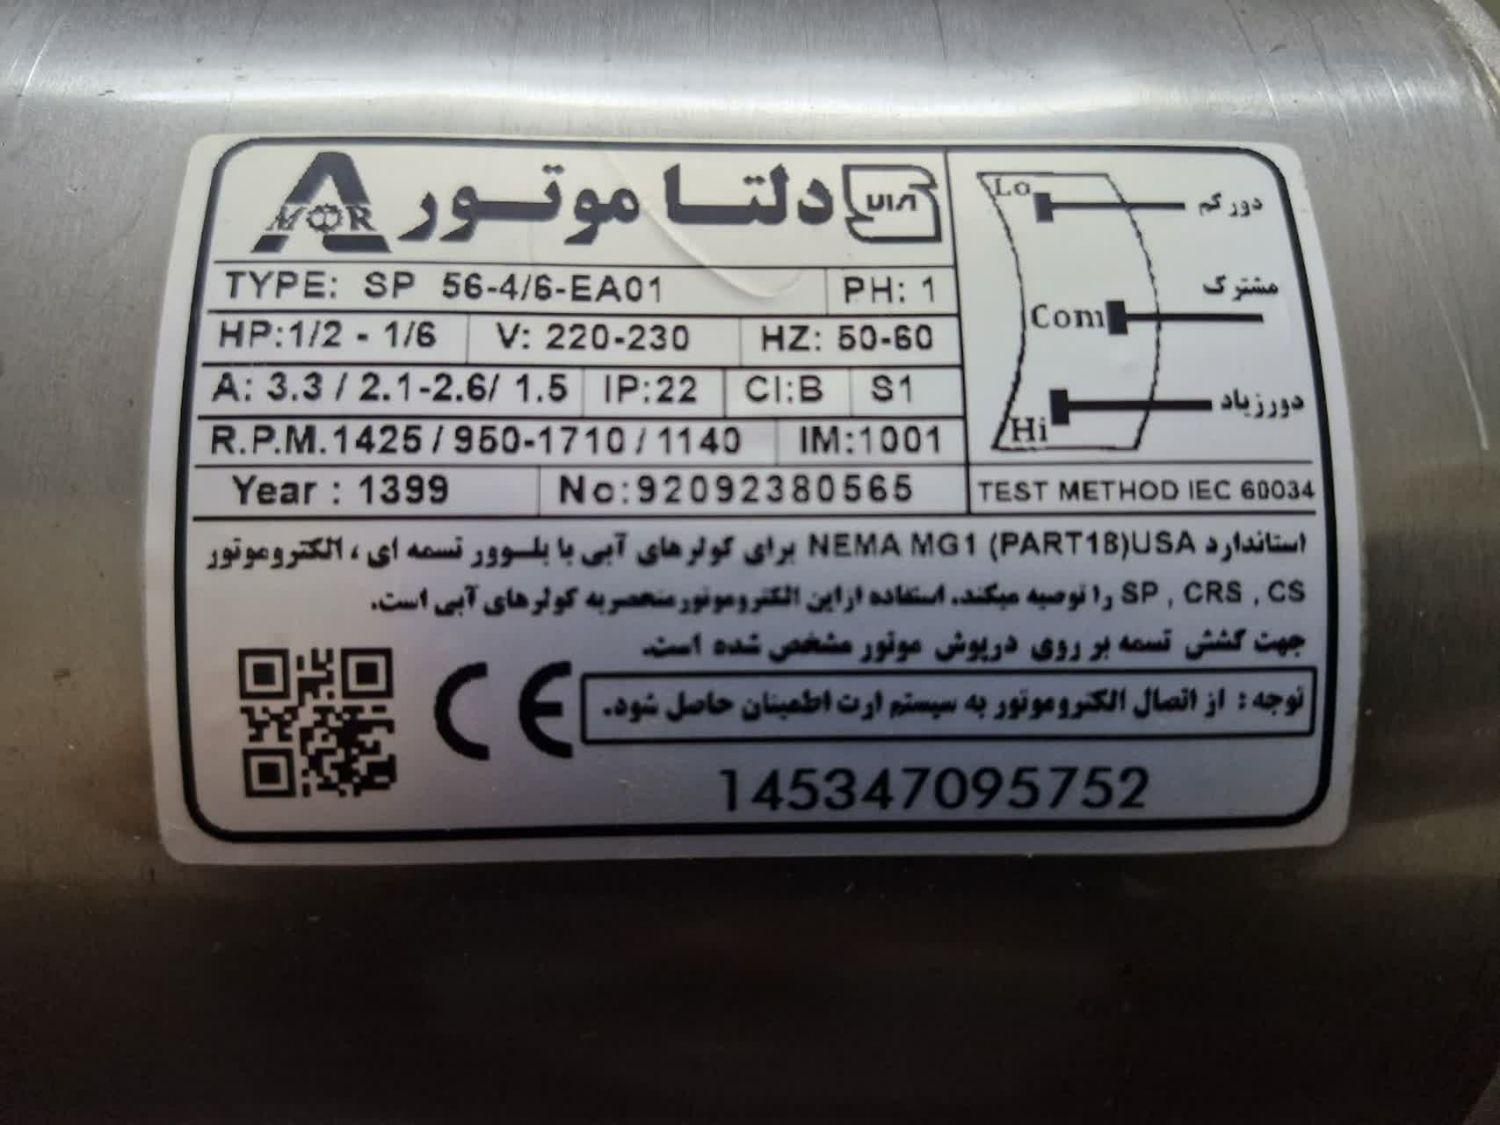 دلتا موتور
MOTOR
TYPE: SP 56-4/6-EA01 PH: 1
HP:1/2 - 1/6 V: 220-230 HZ: 50-60
A: 3.3 / 2.1-2.6/ 1.5 IP:22 Cl:B S1
R.P.M.1425 / 950-1710 / 1140 IM:1001
Year : 1399 No:92092380565
Lo دور کم
Com مشترک
Hi دور زیاد
TEST METHOD IEC 60034
استاندارد NEMA MG1 (PART18)USA برای کولرهای آبی با بلوور تسمه ای ، الکتروموتور
SP , CRS , CS را توصیه میکند. استفاده ازاین الکتروموتور منحصربه کولرهای آبی است.
جهت کشش تسمه بر روی درپوش موتور مشخص شده است.
توجه : از اتصال الکتروموتور به سیستم ارت اطمینان حاصل شود.
CE
145347095752